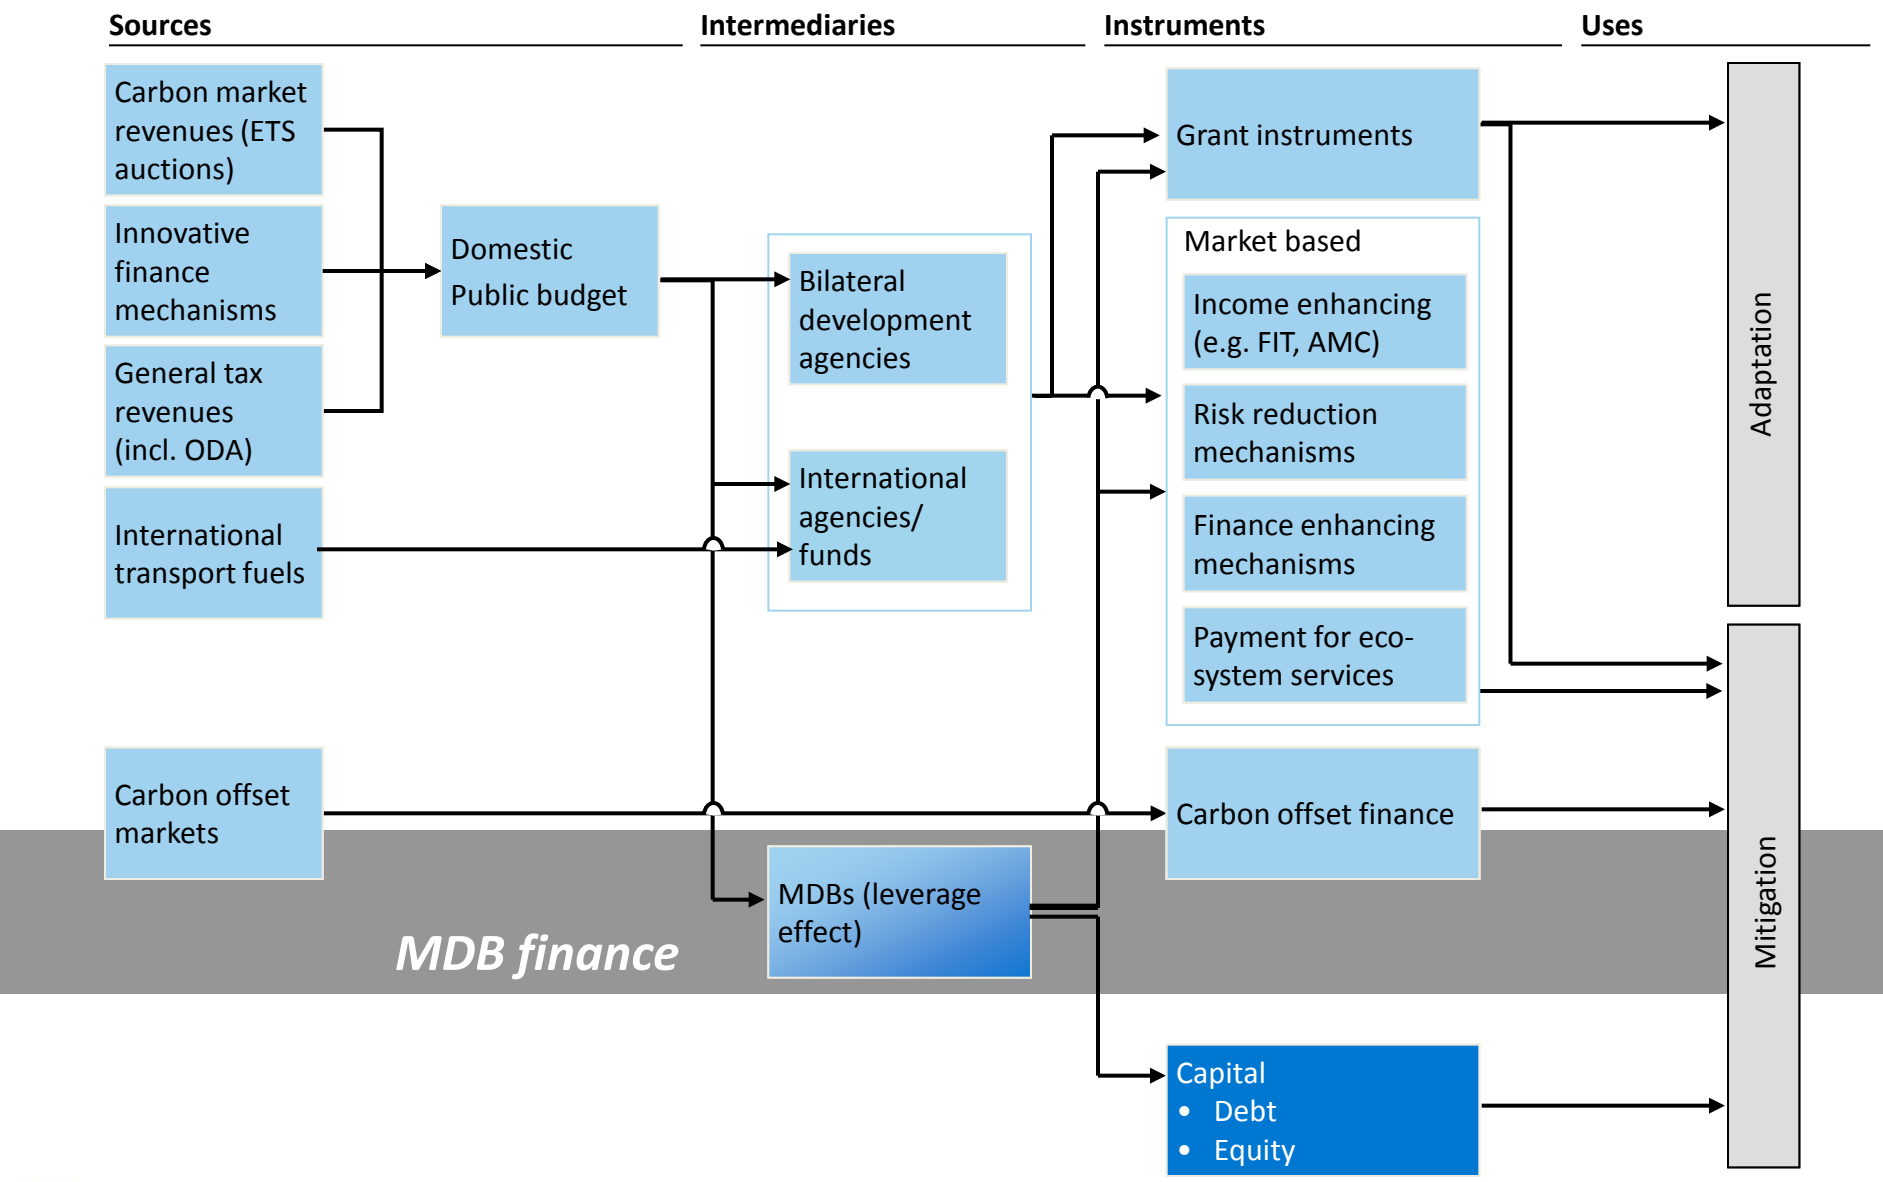 Sources
Intermediaries
Instruments
Uses
Carbon market
revenues (ETS
auctions)
Innovative
finance
mechanisms
General tax
revenues
(incl. ODA)
International
transport fuels
Carbon offset
markets
Domestic
Public budget
Bilateral
development
agencies
International
agencies/
funds
MDBs (leverage
effect)
MDB finance
Grant instruments
Market based
Income enhancing
(e.g. FIT, AMC)
Risk reduction
mechanisms
Finance enhancing
mechanisms
Payment for eco-
system services
Carbon offset finance
Capital
• Debt
• Equity
Adaptation
Mitigation